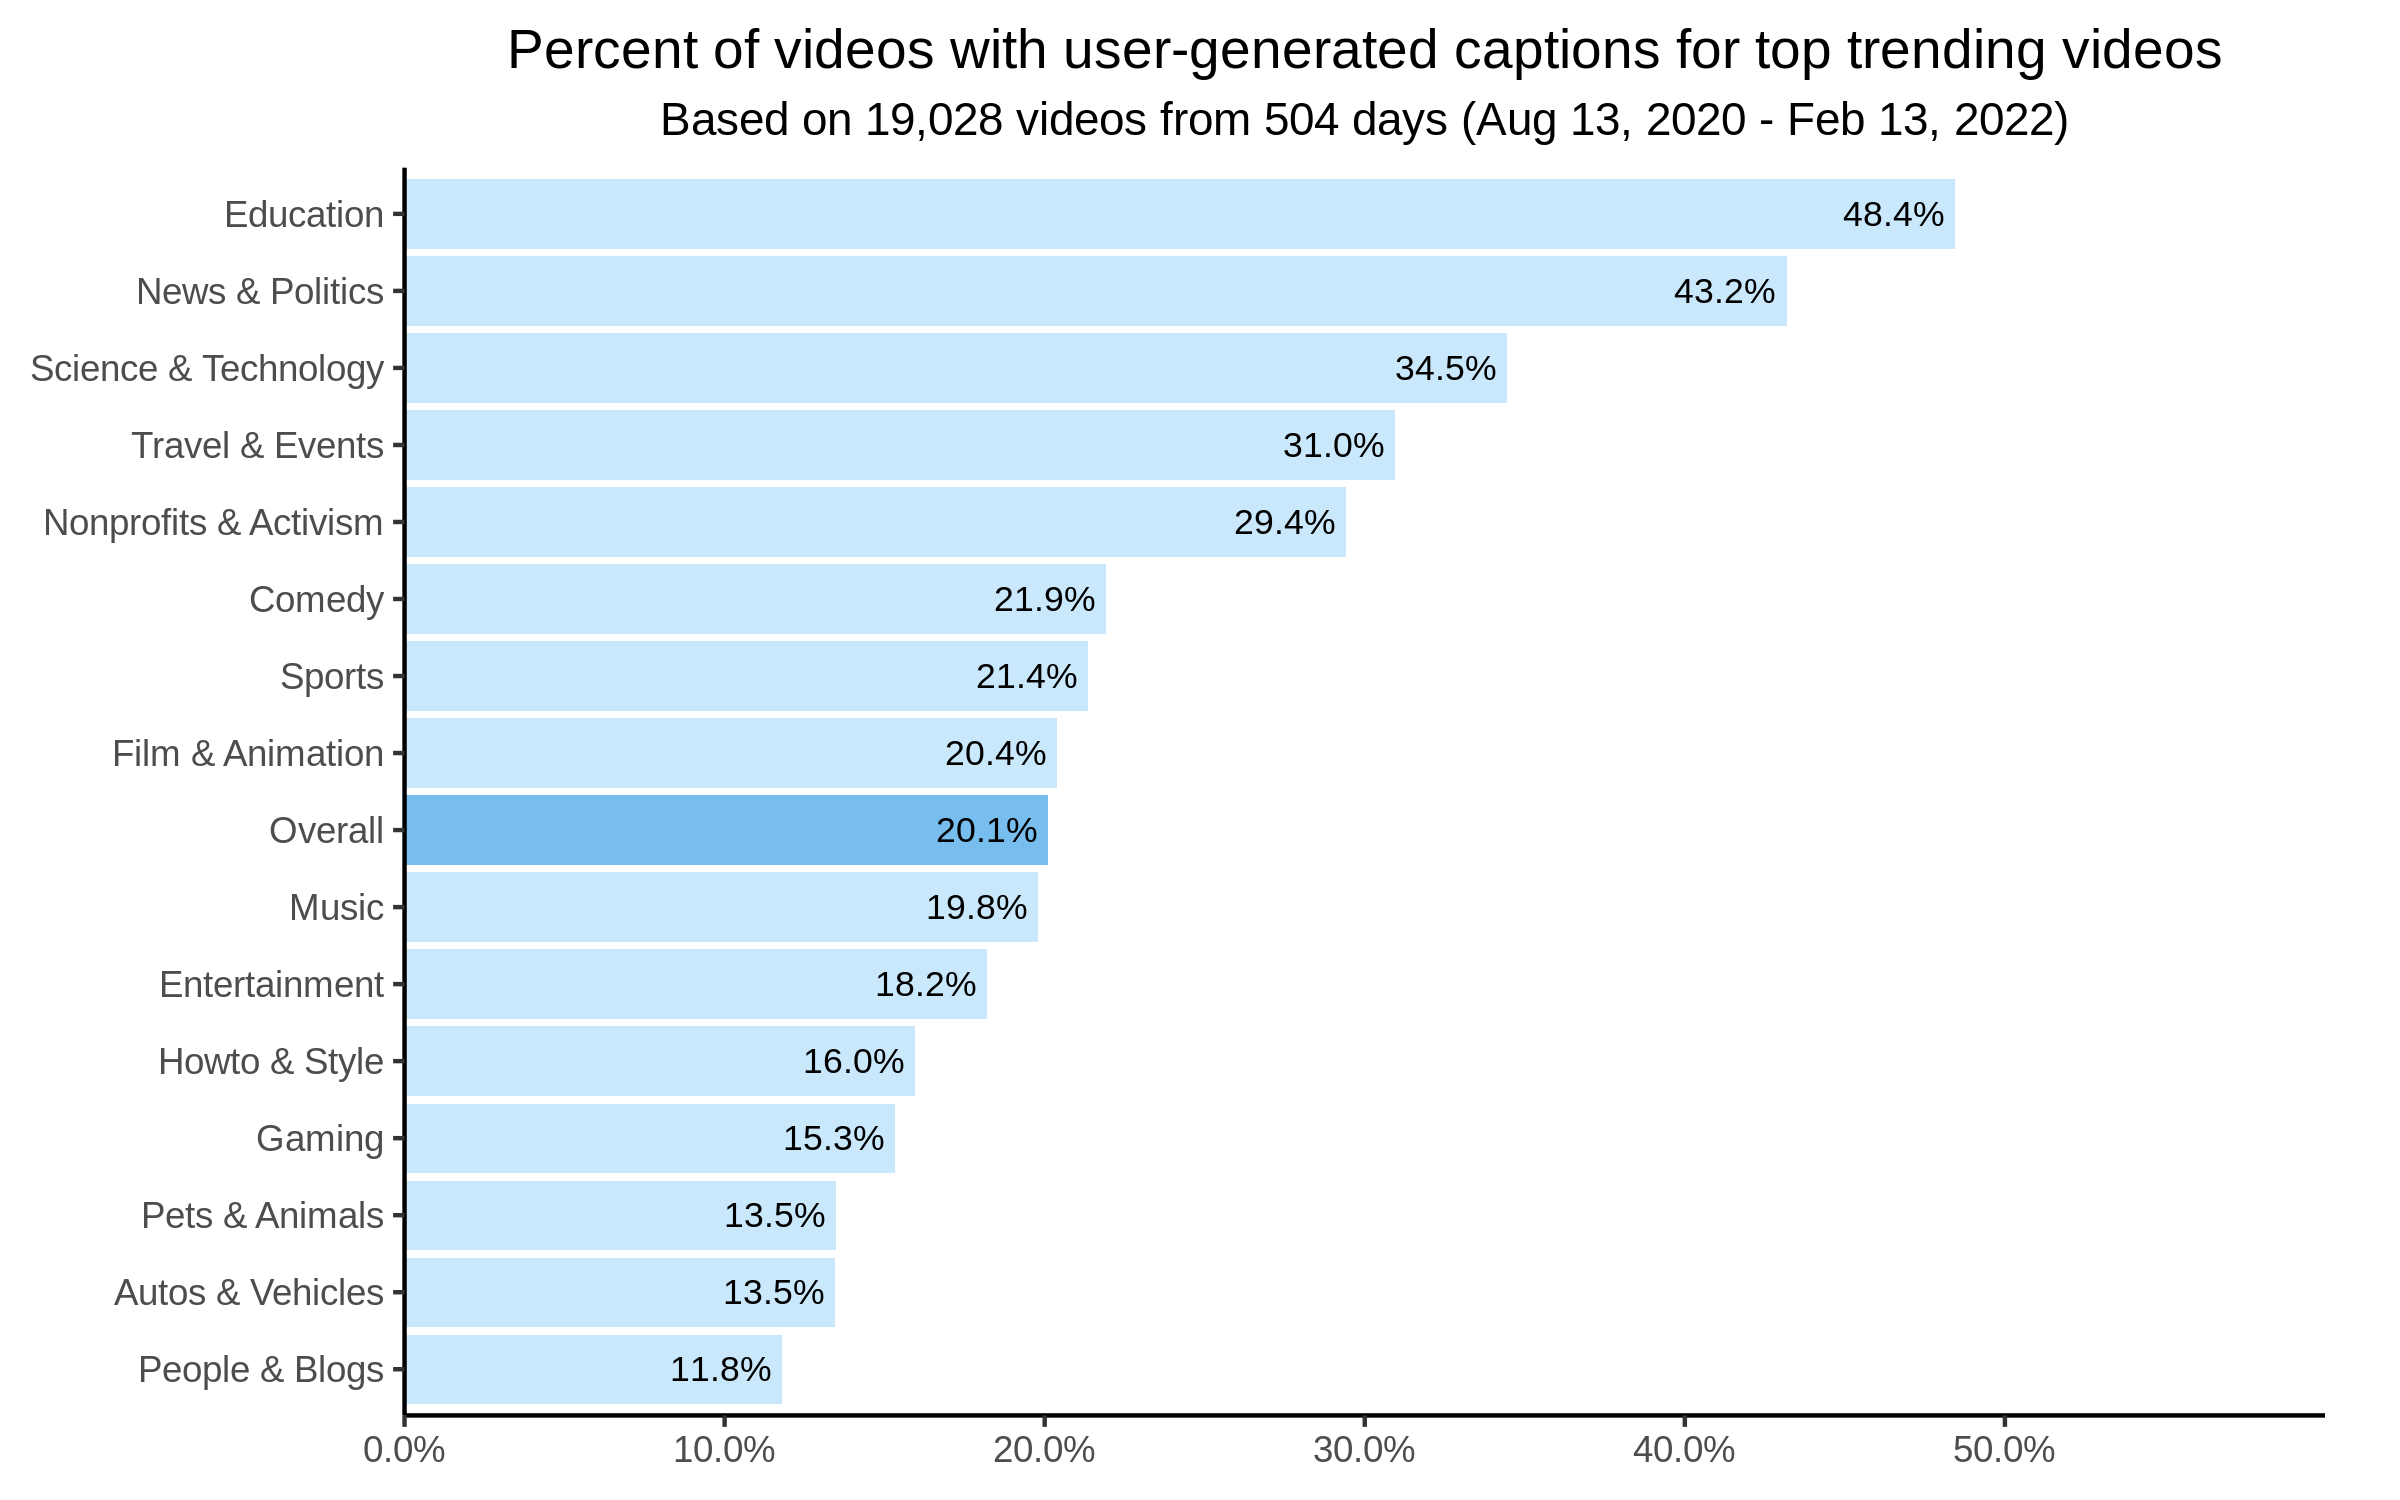 Percent of videos with user-generated captions for top trending videos
Based on 19,028 videos from 504 days (Aug 13, 2020 - Feb 13, 2022)
Education 48.4%
News & Politics 43.2%
Science & Technology 34.5%
Travel & Events 31.0%
Nonprofits & Activism 29.4%
Comedy 21.9%
Sports 21.4%
Film & Animation 20.4%
Overall 20.1%
Music 19.8%
Entertainment 18.2%
Howto & Style 16.0%
Gaming 15.3%
Pets & Animals 13.5%
Autos & Vehicles 13.5%
People & Blogs 11.8%
0.0% 10.0% 20.0% 30.0% 40.0% 50.0%